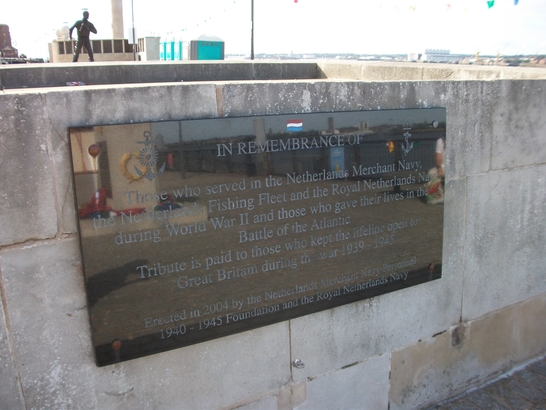 IN REMEMBRANCE OF
Those who served in the Netherlands Merchant Navy,
the Netherlands Fishing Fleet and the Royal Netherlands Na
during World War II and those who gave their lives in the
Battle of the Atlantic
Tribute is paid to those who kept the lifeline open to
Great Britain during the war 1939 - 1945
Erected in 2004 by the Netherlands Merchant Navy Personnel
1940 - 1945 Foundation and the Royal Netherlands Navy